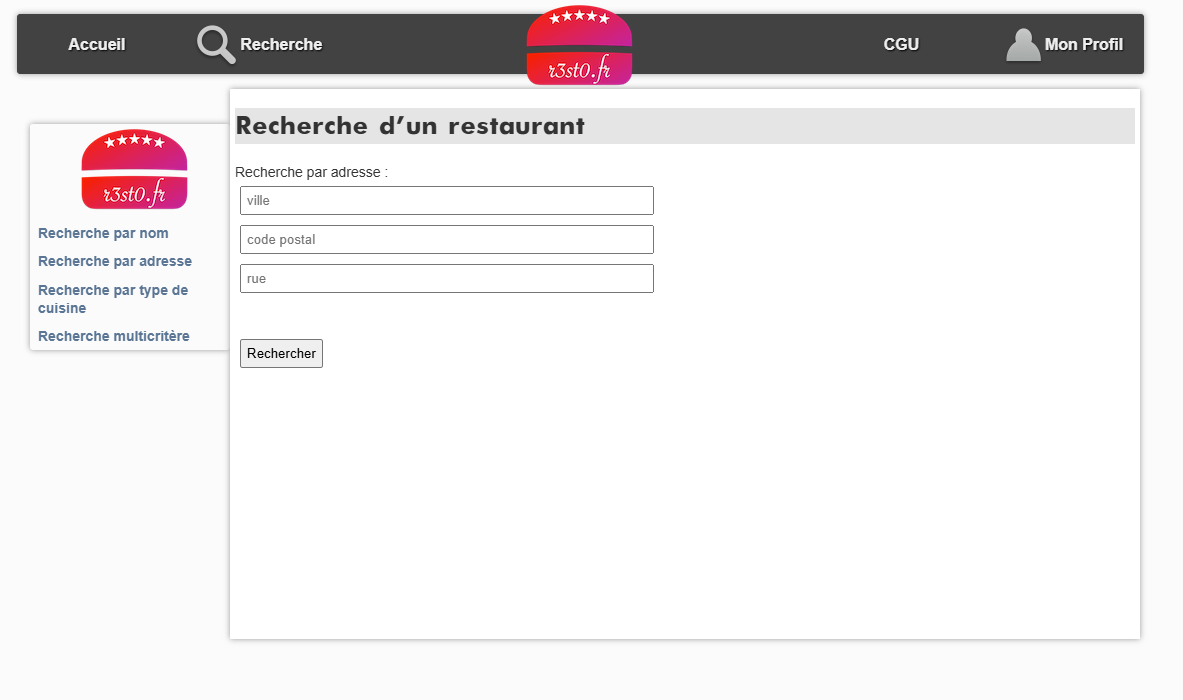 Accueil
Recherche
r3st0.fr
CGU
Mon Profil
r3st0.fr
Recherche par nom
Recherche par adresse
Recherche par type de
cuisine
Recherche multicritère
Recherche d’un restaurant
Recherche par adresse :
ville
code postal
rue
Rechercher